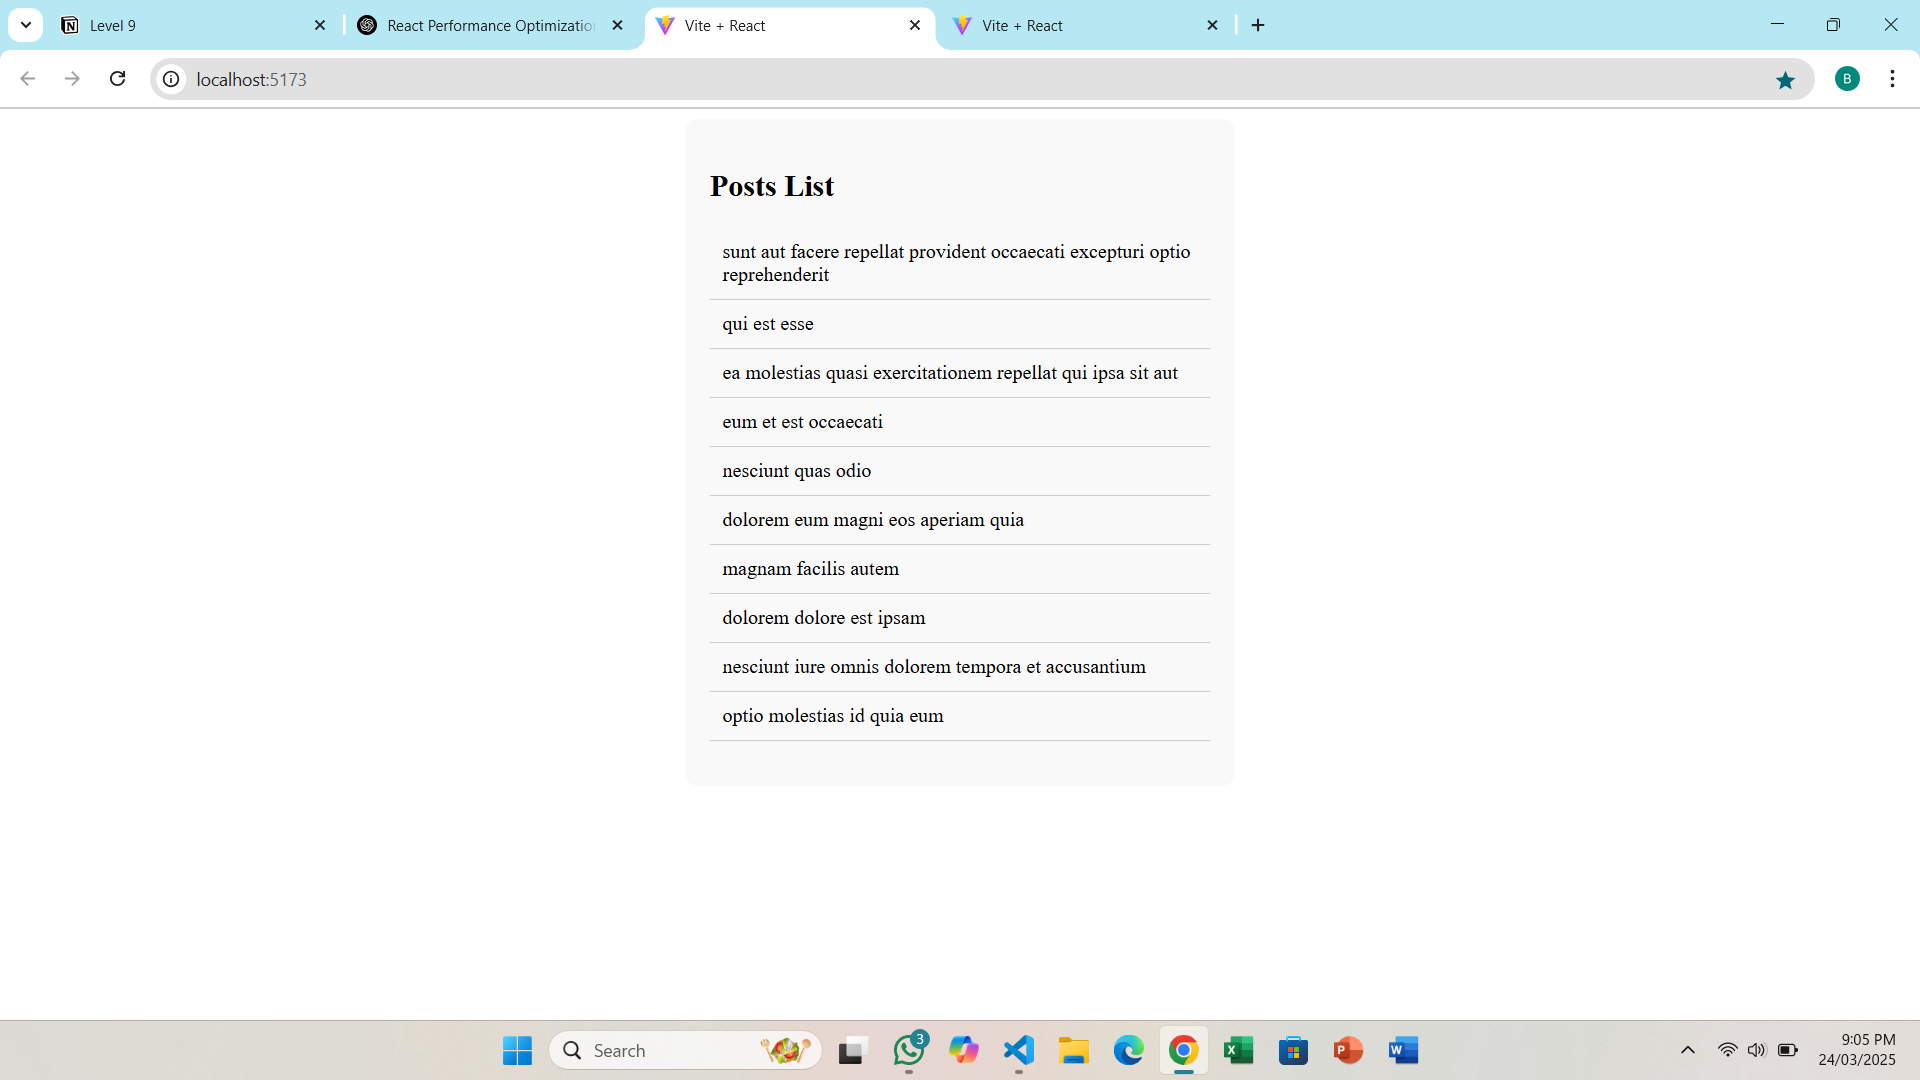 Level 9
React Performance Optimizatio
Vite + React
Vite + React
localhost:5173
B
Posts List
sunt aut facere repellat provident occaecati excepturi optio
reprehenderit
qui est esse
ea molestias quasi exercitationem repellat qui ipsa sit aut
eum et est occaecati
nesciunt quas odio
dolorem eum magni eos aperiam quia
magnam facilis autem
dolorem dolore est ipsam
nesciunt iure omnis dolorem tempora et accusantium
optio molestias id quia eum
Search
3
9:05 PM
24/03/2025